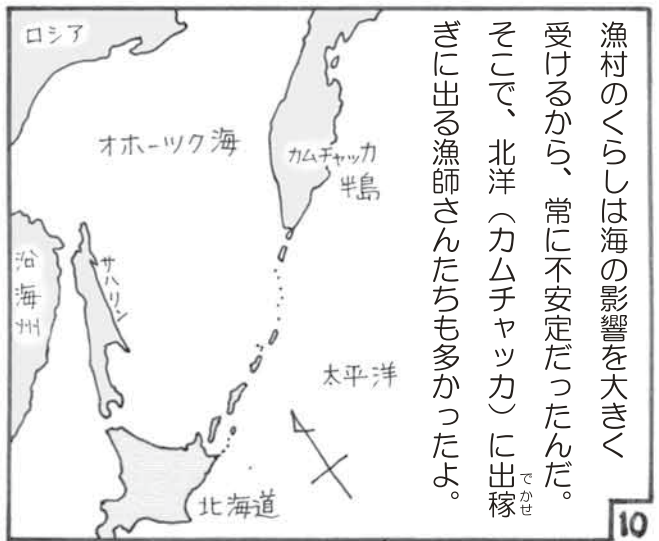 漁村のくらしは海の影響を大きく
受けるから、常に不安定だったんだ。
そこで、北洋（カムチャッカ）に出稼
でかせ
ぎに出る漁師さんたちも多かったよ。
ロシア
オホーツク海
カムチャッカ
半島
沿海州
サハリン
太平洋
北海道
10